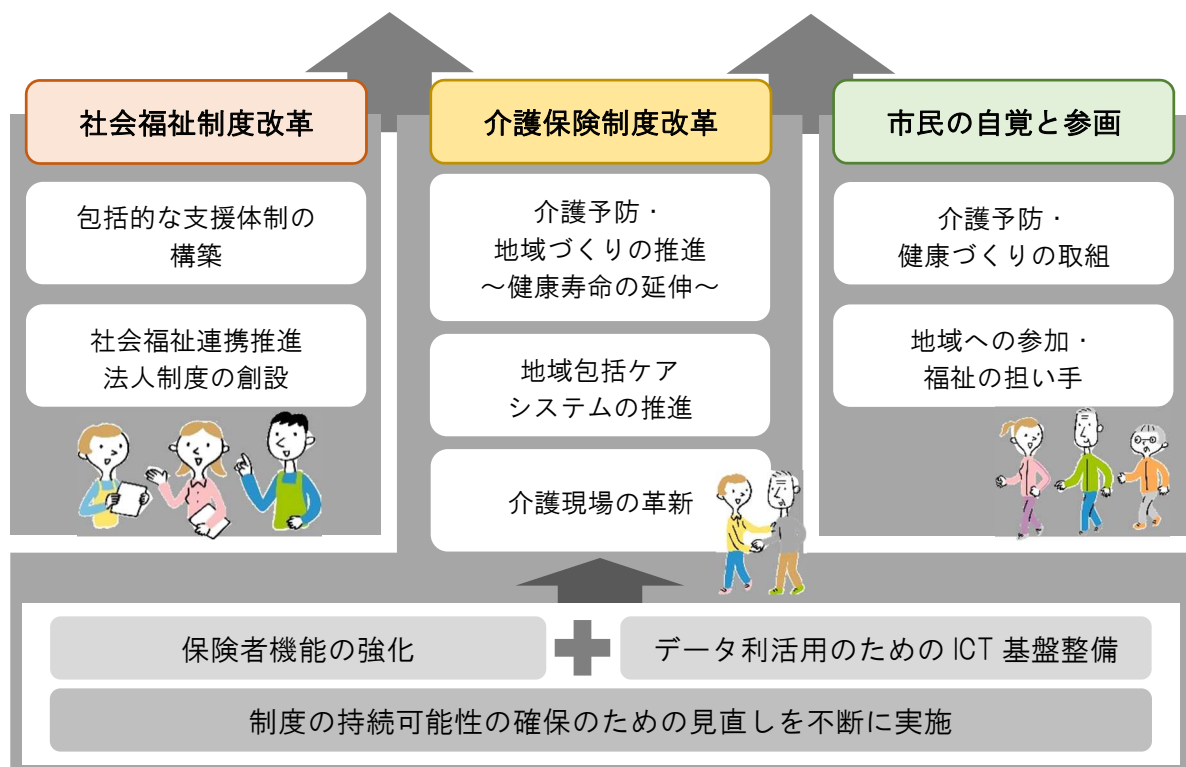 社会福祉制度改革
包括的な支援体制の
構築
社会福祉連携推進
法人制度の創設
介護保険制度改革
介護予防・
地域づくりの推進
～健康寿命の延伸～
地域包括ケア
システムの推進
介護現場の革新
市民の自覚と参画
介護予防・
健康づくりの取組
地域への参加・
福祉の担い手
保険者機能の強化
データ利活用のための ICT 基盤整備
制度の持続可能性の確保のための見直しを不断に実施